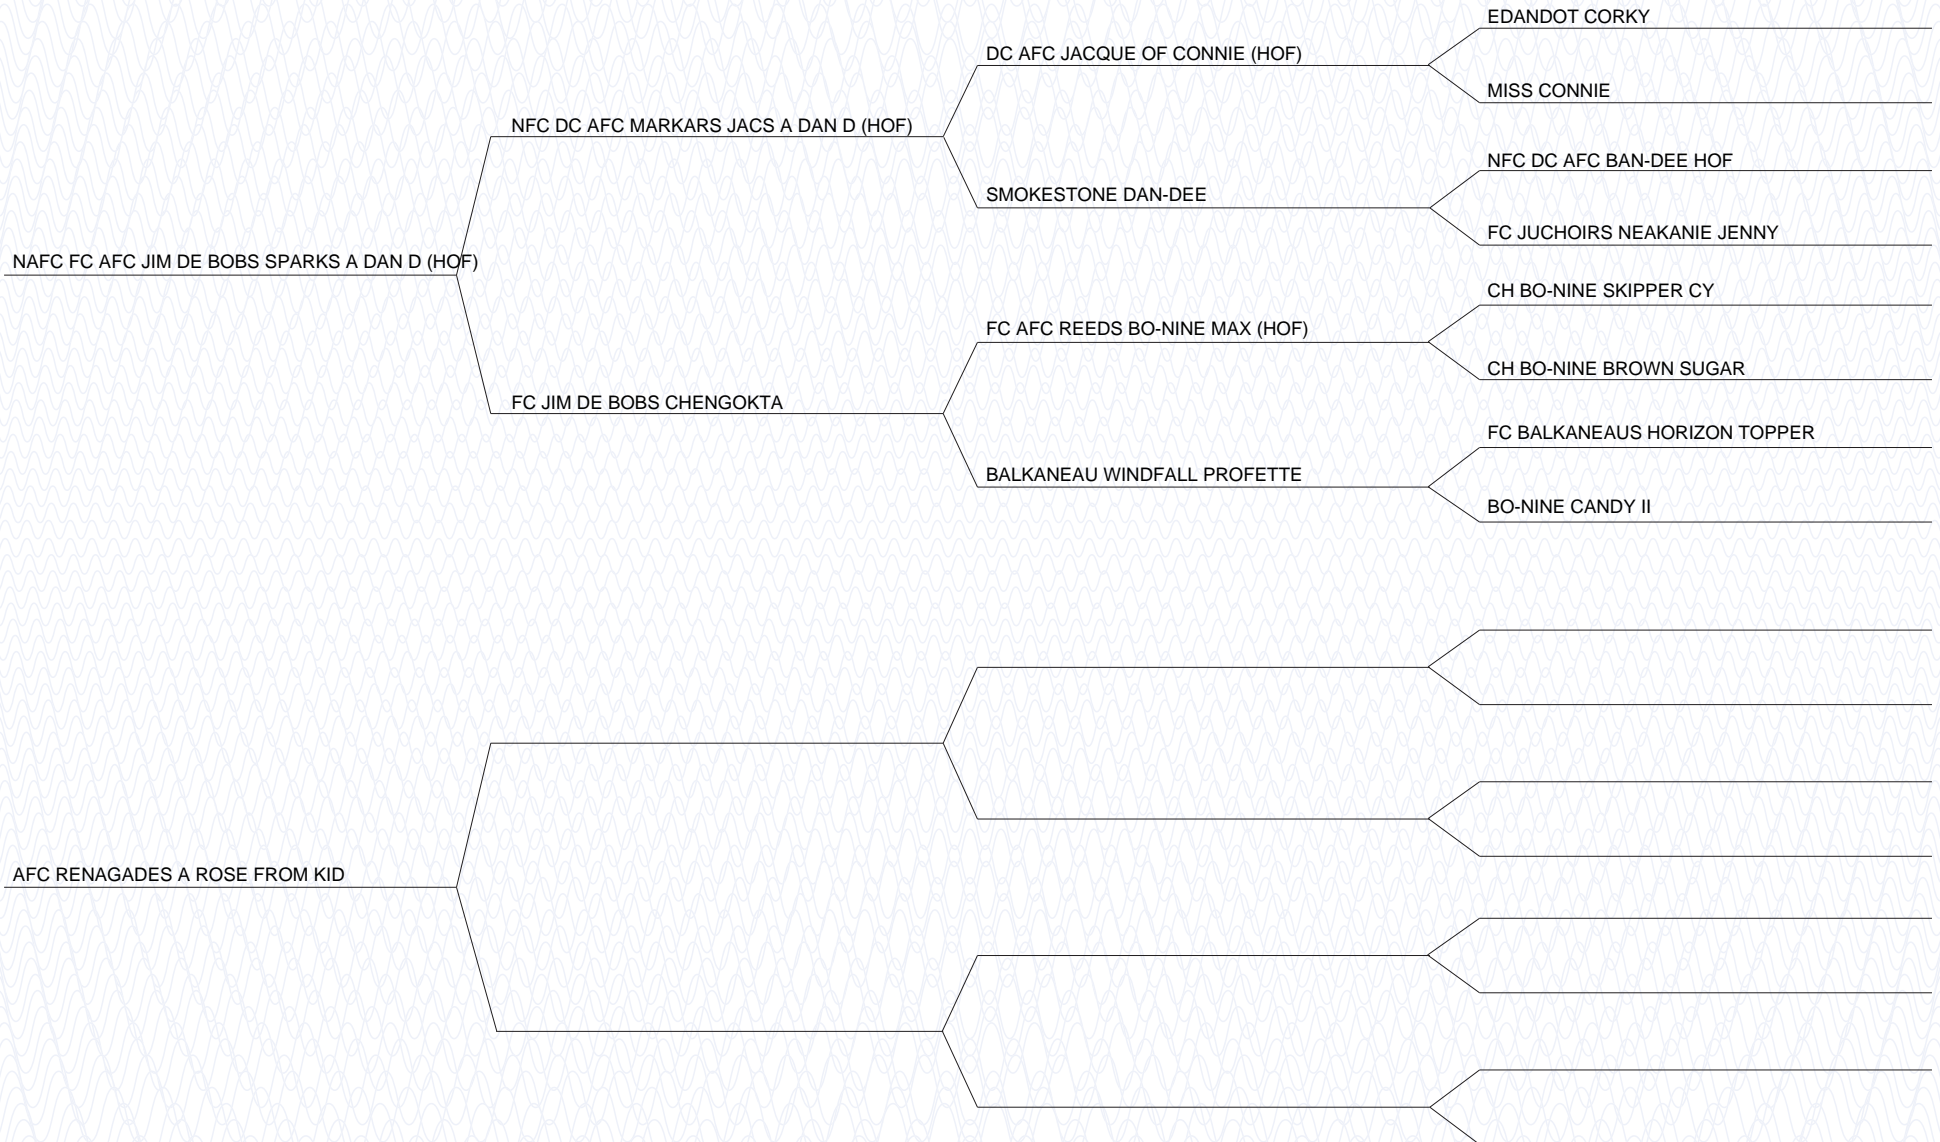 EDANDOT CORKY
DC AFC JACQUE OF CONNIE (HOF)
MISS CONNIE
NFC DC AFC MARKARS JACS A DAN D (HOF)
NFC DC AFC BAN-DEE HOF
SMOKESTONE DAN-DEE
FC JUCHOIRS NEAKANIE JENNY
NAFC FC AFC JIM DE BOBS SPARKS A DAN D (HOF)
CH BO-NINE SKIPPER CY
FC AFC REEDS BO-NINE MAX (HOF)
CH BO-NINE BROWN SUGAR
FC JIM DE BOBS CHENGOKTA
FC BALKANEAUS HORIZON TOPPER
BALKANEAU WINDFALL PROFETTE
BO-NINE CANDY II
AFC RENAGADES A ROSE FROM KID